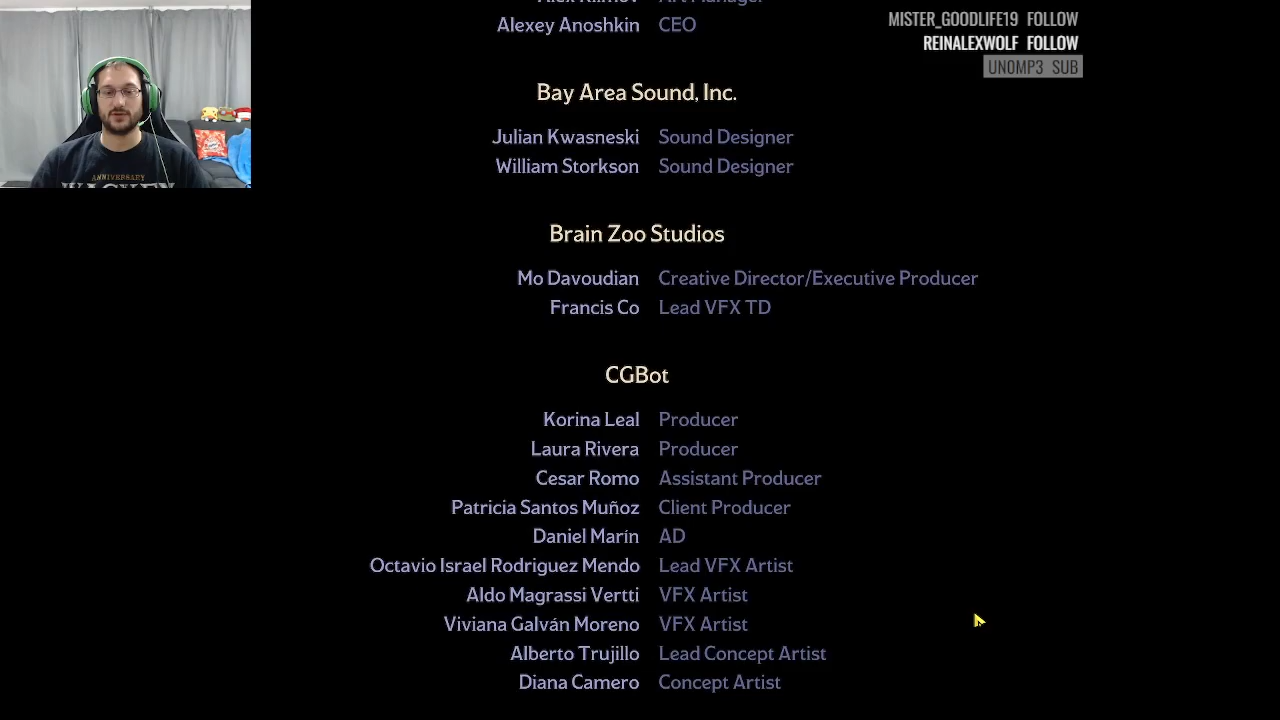 Art Manager
Alexey Anoshkin CEO
MISTER_GOODLIFE19 FOLLOW
REINALEXWOLF FOLLOW
UNOMP3 SUB
Bay Area Sound, Inc.
Julian Kwasneski Sound Designer
William Storkson Sound Designer
Brain Zoo Studios
Mo Davoudian Creative Director/Executive Producer
Francis Co Lead VFX TD
CGBot
Korina Leal Producer
Laura Rivera Producer
Cesar Romo Assistant Producer
Patricia Santos Muñoz Client Producer
Daniel Marín AD
Octavio Israel Rodriguez Mendo Lead VFX Artist
Aldo Magrassi Vertti VFX Artist
Viviana Galván Moreno VFX Artist
Alberto Trujillo Lead Concept Artist
Diana Camero Concept Artist
ANNIVERSARY
WACKEN